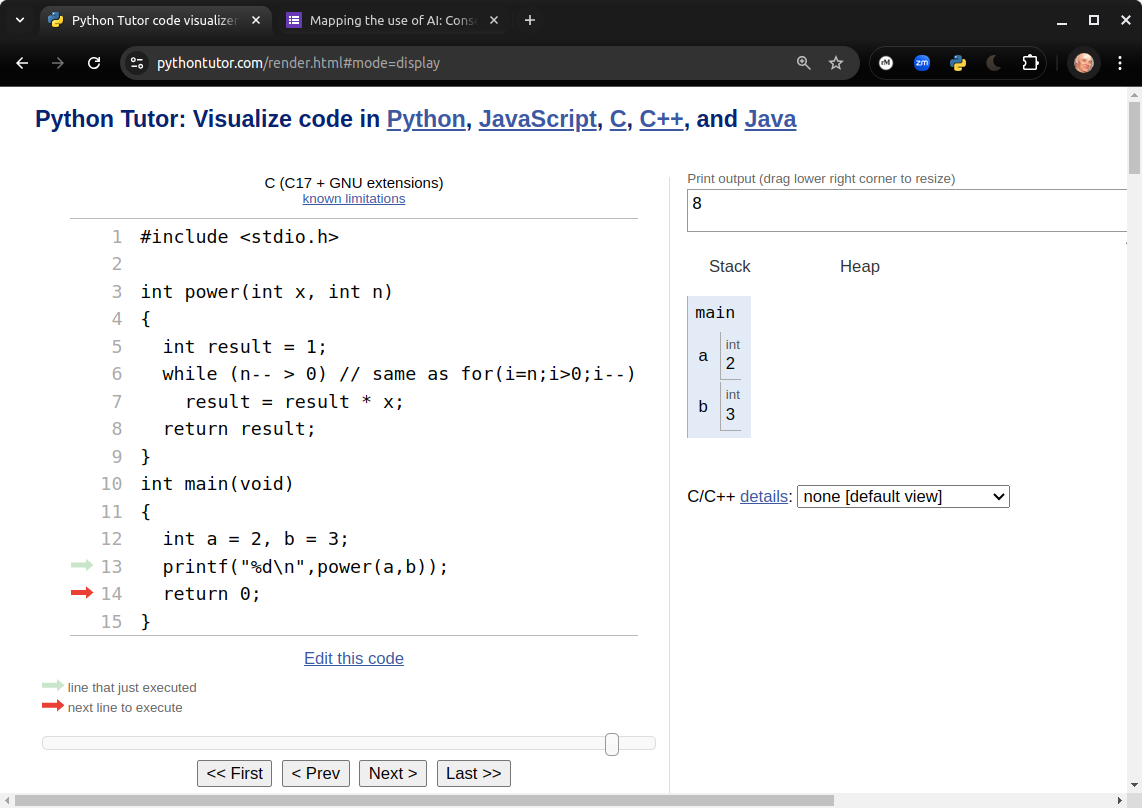 Python Tutor code visualizer
Mapping the use of AI: Cons
pythontutor.com/render.html#mode=display
rM
zm
Python Tutor: Visualize code in Python, JavaScript, C, C++, and Java
C (C17 + GNU extensions)
known limitations
1 #include <stdio.h>
2
3 int power(int x, int n)
4 {
5   int result = 1;
6   while (n-- > 0) // same as for(i=n;i>0;i--)
7     result = result * x;
8   return result;
9 }
10 int main(void)
11 {
12   int a = 2, b = 3;
13   printf("%d\n",power(a,b));
14   return 0;
15 }
Edit this code
line that just executed
next line to execute
<< First
< Prev
Next >
Last >>
Print output (drag lower right corner to resize)
8
Stack Heap
main
int
a 2
int
b 3
C/C++ details: none [default view]